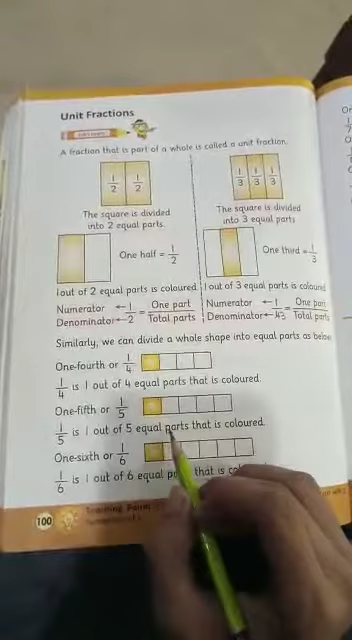 Unit Fractions
A fraction that is part of a whole is called a unit fraction.
1/2 1/2
1/3 1/3 1/3
The square is divided
into 2 equal parts.
The square is divided
into 3 equal parts
One half = 1/2
One third = 1/3
1 out of 2 equal parts is coloured.
1 out of 3 equal parts is coloured
Numerator ← 1 = One part
Denominator ← 2 Total parts
Numerator ← 1 = One part
Denominator ← 3 Total parts
Similarly, we can divide a whole shape into equal parts as below
One-fourth or 1/4
1/4 is 1 out of 4 equal parts that is coloured.
One-fifth or 1/5
1/5 is 1 out of 5 equal parts that is coloured.
One-sixth or 1/6
1/6 is 1 out of 6 equal that is
100
Teaching Point